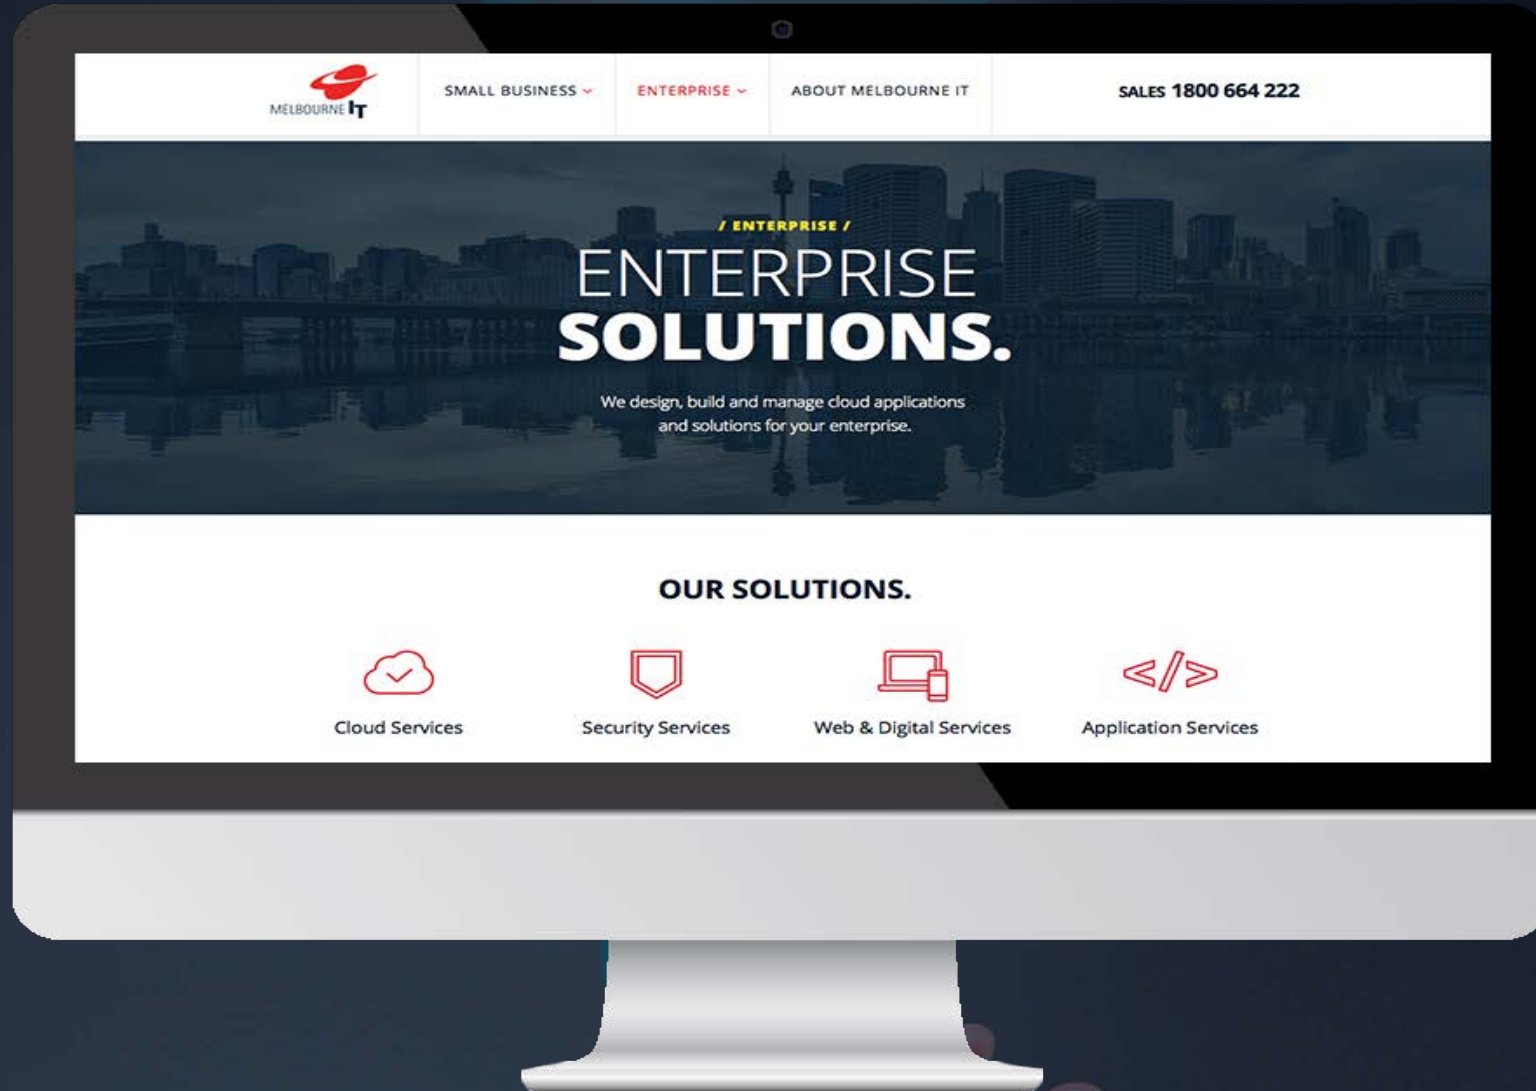 MELBOURNE IT
SMALL BUSINESS
ENTERPRISE
ABOUT MELBOURNE IT
SALES 1800 664 222
/ ENTERPRISE /
ENTERPRISE
SOLUTIONS.
We design, build and manage cloud applications
and solutions for your enterprise.
OUR SOLUTIONS.
</>
Cloud Services
Security Services
Web & Digital Services
Application Services